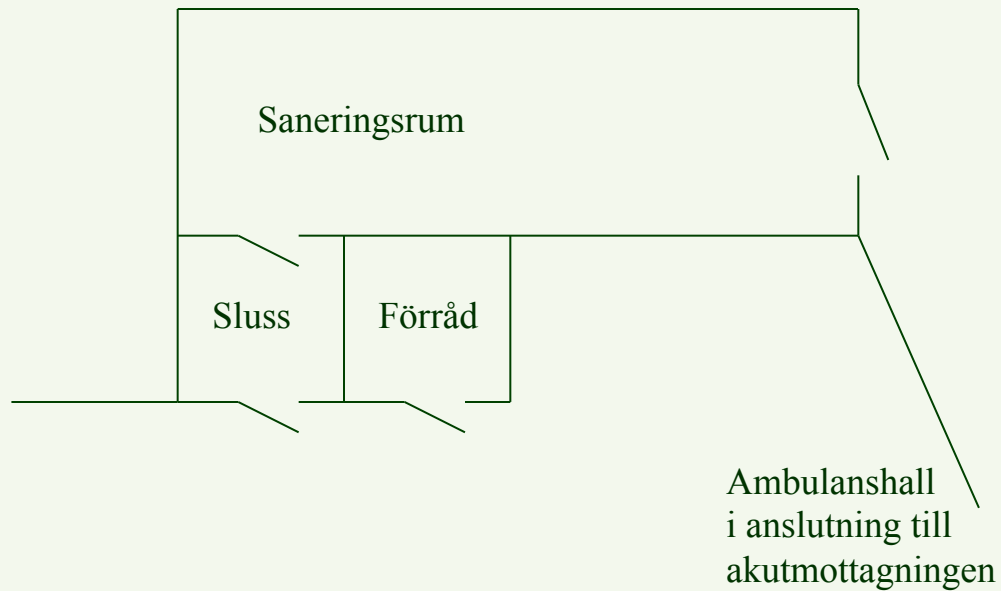 Saneringsrum
Sluss
Förråd
Ambulanshall
i anslutning till
akutmottagningen